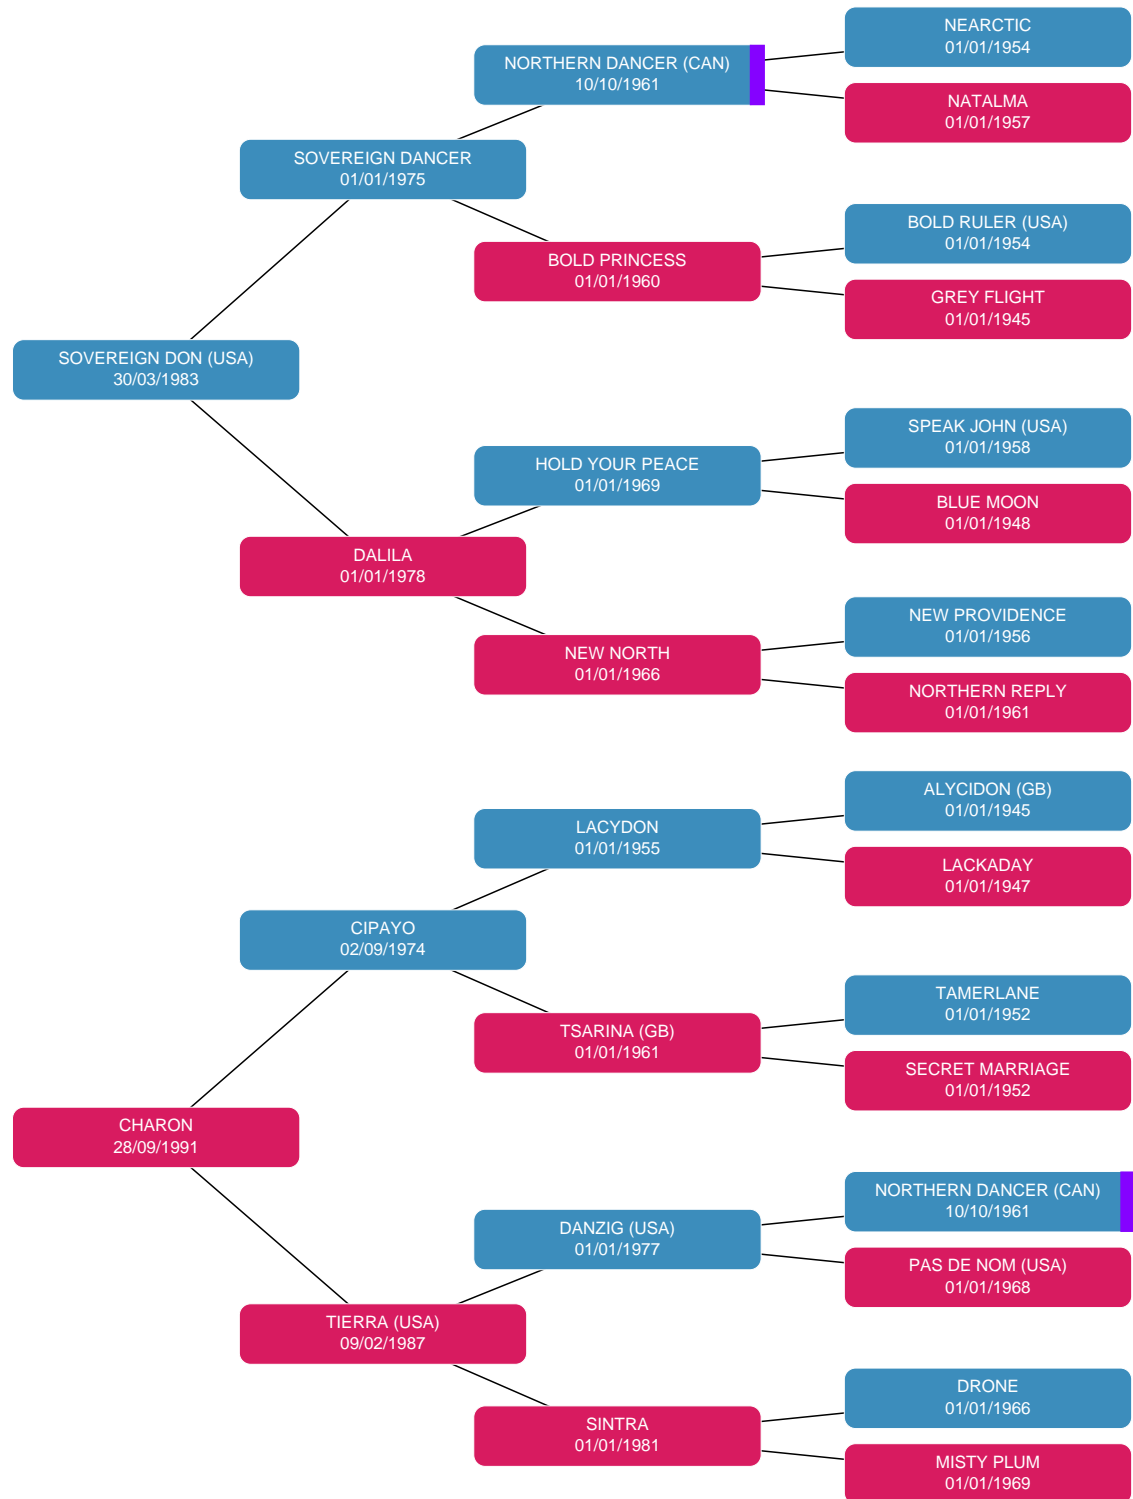 NEARCTIC
01/01/1954
NORTHERN DANCER (CAN)
10/10/1961
NATALMA
01/01/1957
SOVEREIGN DANCER
01/01/1975
BOLD RULER (USA)
01/01/1954
BOLD PRINCESS
01/01/1960
GREY FLIGHT
01/01/1945
SOVEREIGN DON (USA)
30/03/1983
SPEAK JOHN (USA)
01/01/1958
HOLD YOUR PEACE
01/01/1969
BLUE MOON
01/01/1948
DALILA
01/01/1978
NEW PROVIDENCE
01/01/1956
NEW NORTH
01/01/1966
NORTHERN REPLY
01/01/1961
ALYCIDON (GB)
01/01/1945
LACYDON
01/01/1955
LACKADAY
01/01/1947
CIPAYO
02/09/1974
TAMERLANE
01/01/1952
TSARINA (GB)
01/01/1961
SECRET MARRIAGE
01/01/1952
CHARON
28/09/1991
NORTHERN DANCER (CAN)
10/10/1961
DANZIG (USA)
01/01/1977
PAS DE NOM (USA)
01/01/1968
TIERRA (USA)
09/02/1987
DRONE
01/01/1966
SINTRA
01/01/1981
MISTY PLUM
01/01/1969